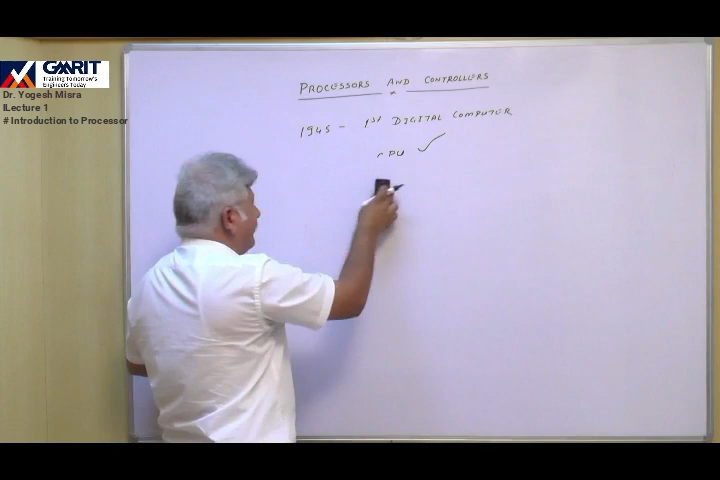 GMRIT
Training Tomorrow's
Engineers Today
Dr. Yogesh Misra
lLecture 1
# Introduction to Processor
PROCESSORS AND CONTROLLERS
1945 - 1ST DIGITAL COMPUTER
CPU ✓